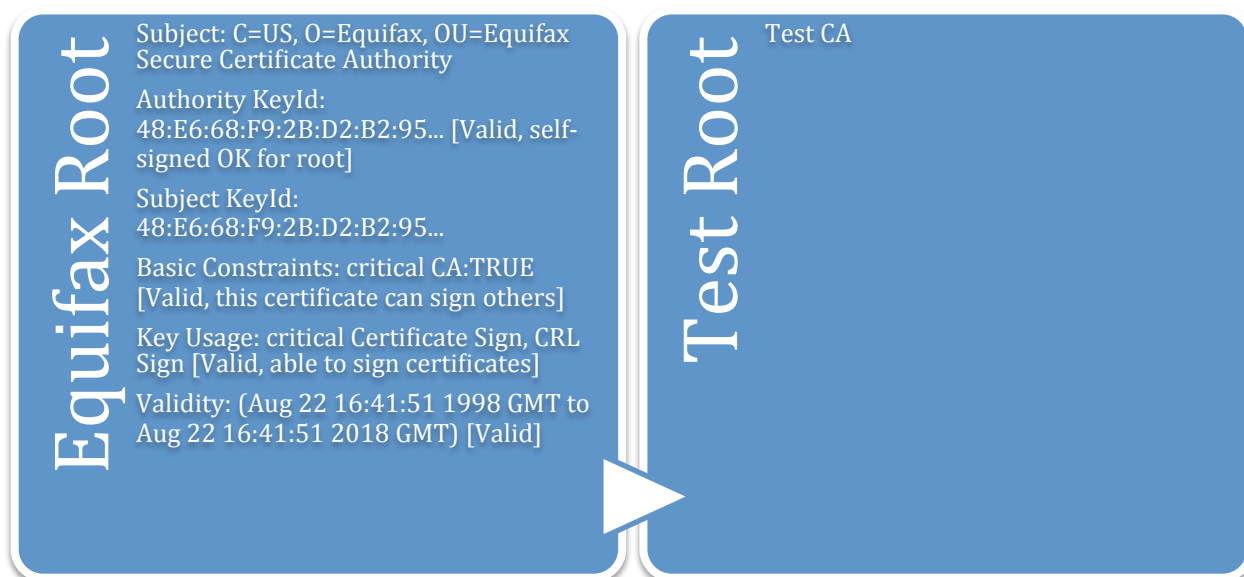 Equifax Root
Subject: C=US, O=Equifax, OU=Equifax
Secure Certificate Authority
Authority KeyId:
48:E6:68:F9:2B:D2:B2:95... [Valid, self-
signed OK for root]
Subject KeyId:
48:E6:68:F9:2B:D2:B2:95...
Basic Constraints: critical CA:TRUE
[Valid, this certificate can sign others]
Key Usage: critical Certificate Sign, CRL
Sign [Valid, able to sign certificates]
Validity: (Aug 22 16:41:51 1998 GMT to
Aug 22 16:41:51 2018 GMT) [Valid]
Test Root
Test CA